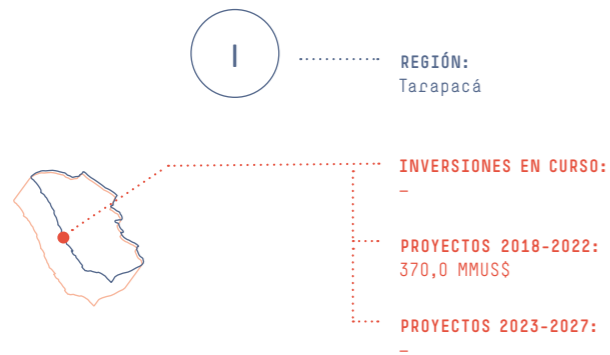 I
REGIÓN:
Tarapacá
INVERSIONES EN CURSO:
–
PROYECTOS 2018-2022:
370,0 MMUS$
PROYECTOS 2023-2027:
–